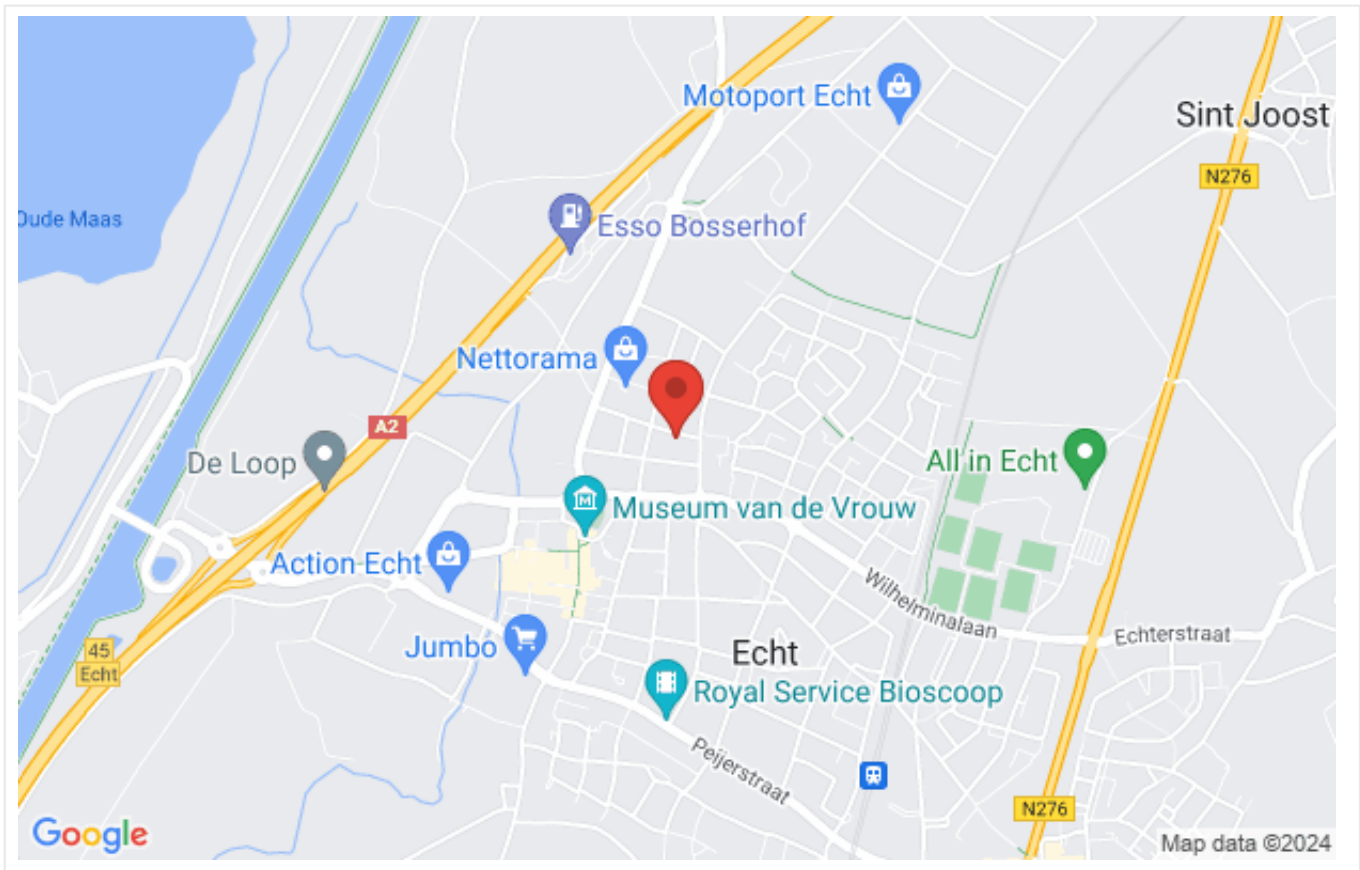 Motoport Echt
Sint Joost
N276
Oude Maas
Esso Bosserhof
Nettorama
A2
De Loop
All in Echt
Museum van de Vrouw
Action Echt
Wilhelminalaan
Echterstraat
Jumbo
Echt
45
Echt
Royal Service Bioscoop
Peijerstraat
N276
Google
Map data ©2024